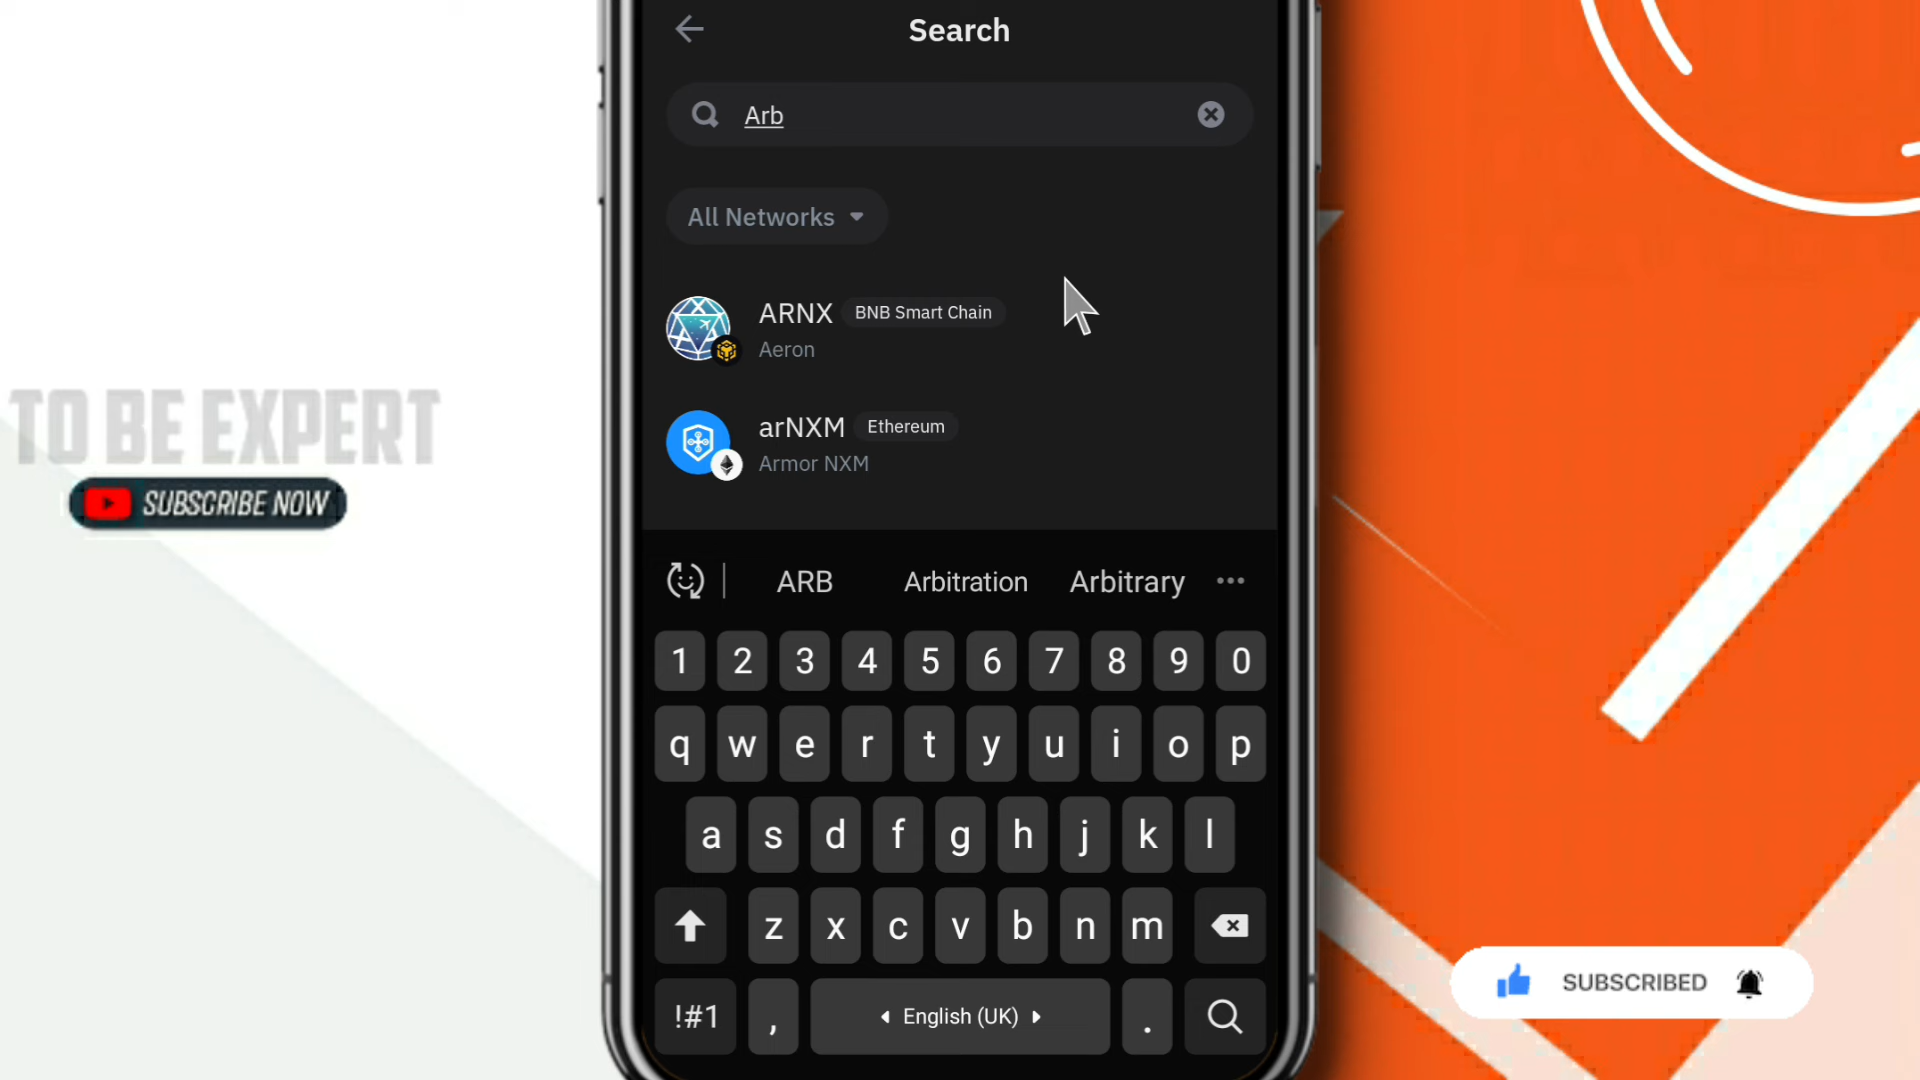 Search
Arb
All Networks
ARNX BNB Smart Chain
Aeron
arNXM Ethereum
Armor NXM
TO BE EXPERT
SUBSCRIBE NOW
ARB Arbitration Arbitrary ...
1 2 3 4 5 6 7 8 9 0
q w e r t y u i o p
a s d f g h j k l
z x c v b n m
!#1 , English (UK) .
SUBSCRIBED